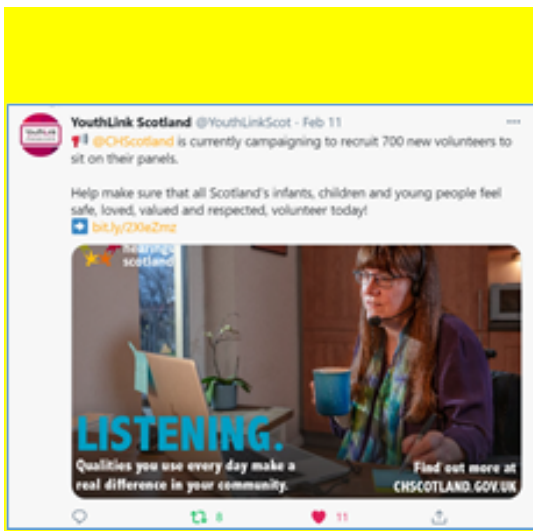 YouthLink Scotland @YouthLinkScot · Feb 11
@CHScotland is currently campaigning to recruit 700 new volunteers to
sit on their panels.
Help make sure that all Scotland's infants, children and young people feel
safe, loved, valued and respected, volunteer today!
bit.ly/2XleZmz
hearings
scotland
LISTENING.
Qualities you use every day make a
real difference in your community.
Find out more at
CHSCOTLAND.GOV.UK
8
11